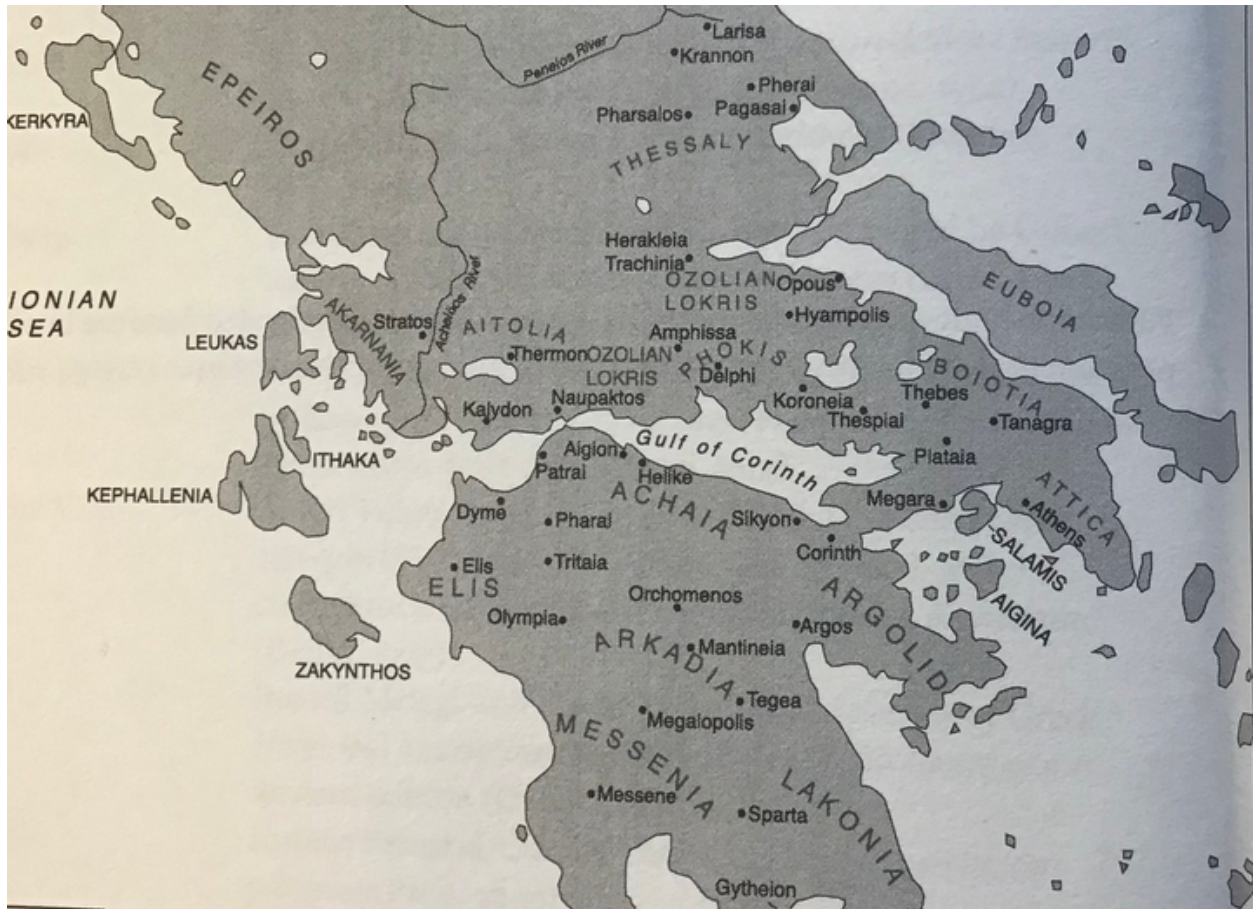 Larisa
Peneios River
Krannon
Pherai
Pagasai
Pharsalos
THESSALY
EPEIROS
KERKYRA
Herakleia
Trachinia
OZOLIAN
LOKRIS
Opous
EUBOIA
IONIAN
SEA
Hyampolis
AKARNANIA
Stratos
Acheloos River
AITOLIA
LEUKAS
Amphissa
Thermon
OZOLIAN
LOKRIS
PHOKIS
Delphi
BOIOTIA
Koroneia
Thebes
Thespiai
Tanagra
Naupaktos
Kalydon
Gulf of Corinth
Plataia
ITHAKA
Aigion
Patrai
Helike
KEPHALLENIA
ACHAIA
Dyme
Pharai
Sikyon
Megara
ATTICA
Athens
SALAMIS
Corinth
Elis
ELIS
Tritaia
AIGINA
Orchomenos
Olympia
ARGOLID
Argos
ARKADIA
Mantineia
ZAKYNTHOS
Tegea
Megalopolis
MESSENIA
Messene
Sparta
LAKONIA
Gytheion